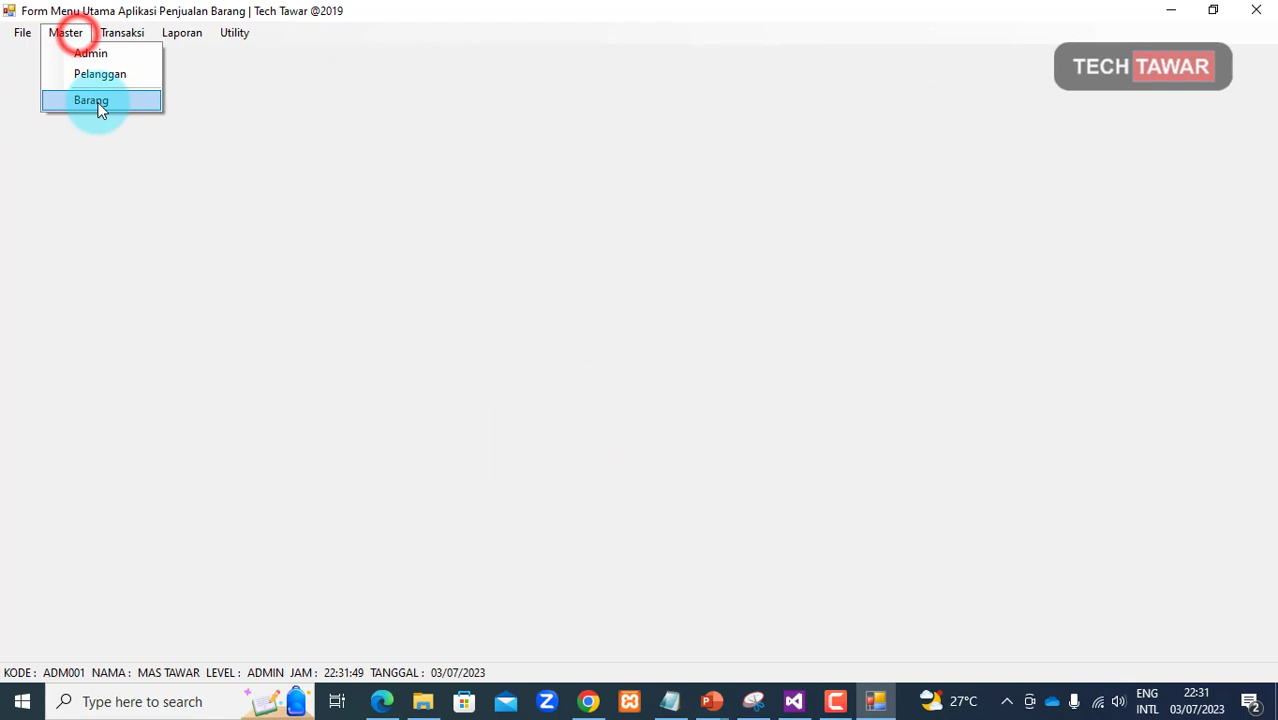 Form Menu Utama Aplikasi Penjualan Barang | Tech Tawar @2019
File Master Transaksi Laporan Utility
Admin
Pelanggan
Barang
TECH TAWAR
KODE : ADM001 NAMA : MAS TAWAR LEVEL : ADMIN JAM : 22:31:49 TANGGAL : 03/07/2023
Type here to search
27°C
ENG
INTL
22:31
03/07/2023
2